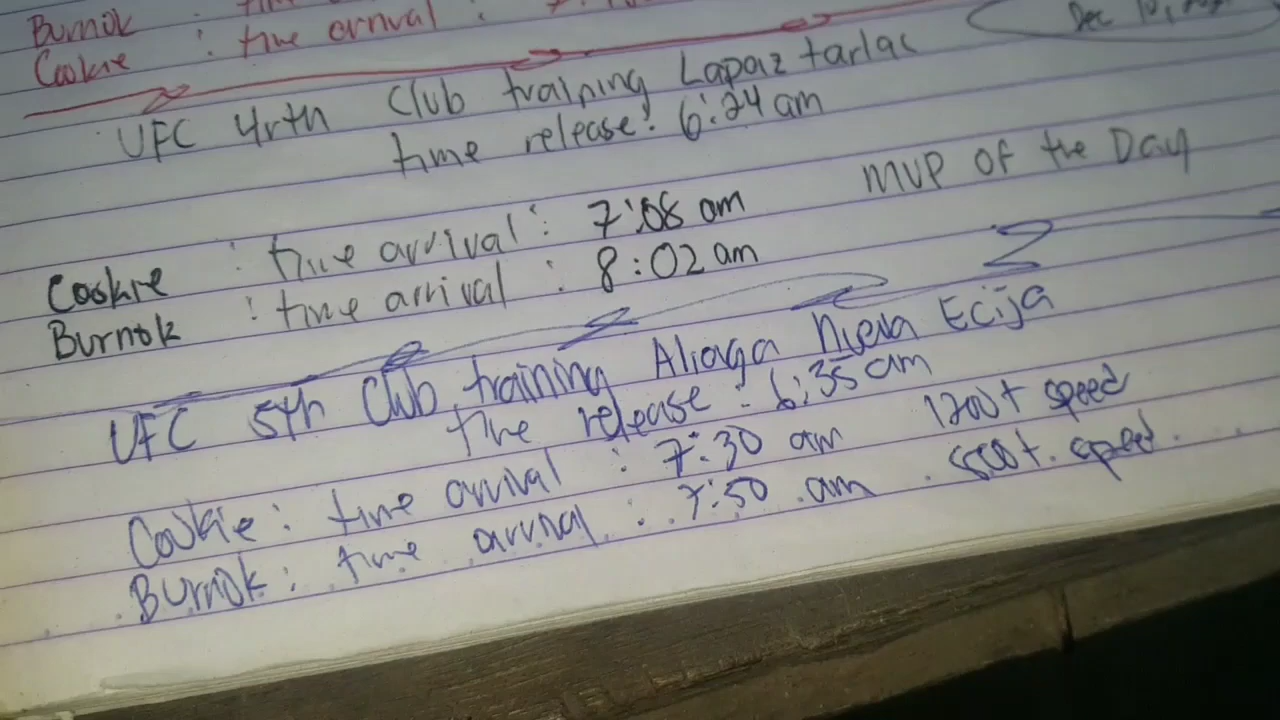 Burnok : time
Cookie : time arrival :
Dec 10,
UFC 4rth Club training Lapaz tarlac
time release: 6:24 am
MVP OF the Day
Cookie : time arrival : 7:08 am
Burnok : time arrival : 8:02 am
UFC 5th Club training Aliaga Nueva Ecija
time release : 6:35 am
Cookie : time arrival : 7:30 am 1200+ speed
Burnok : time arrival : 7:50 am speed